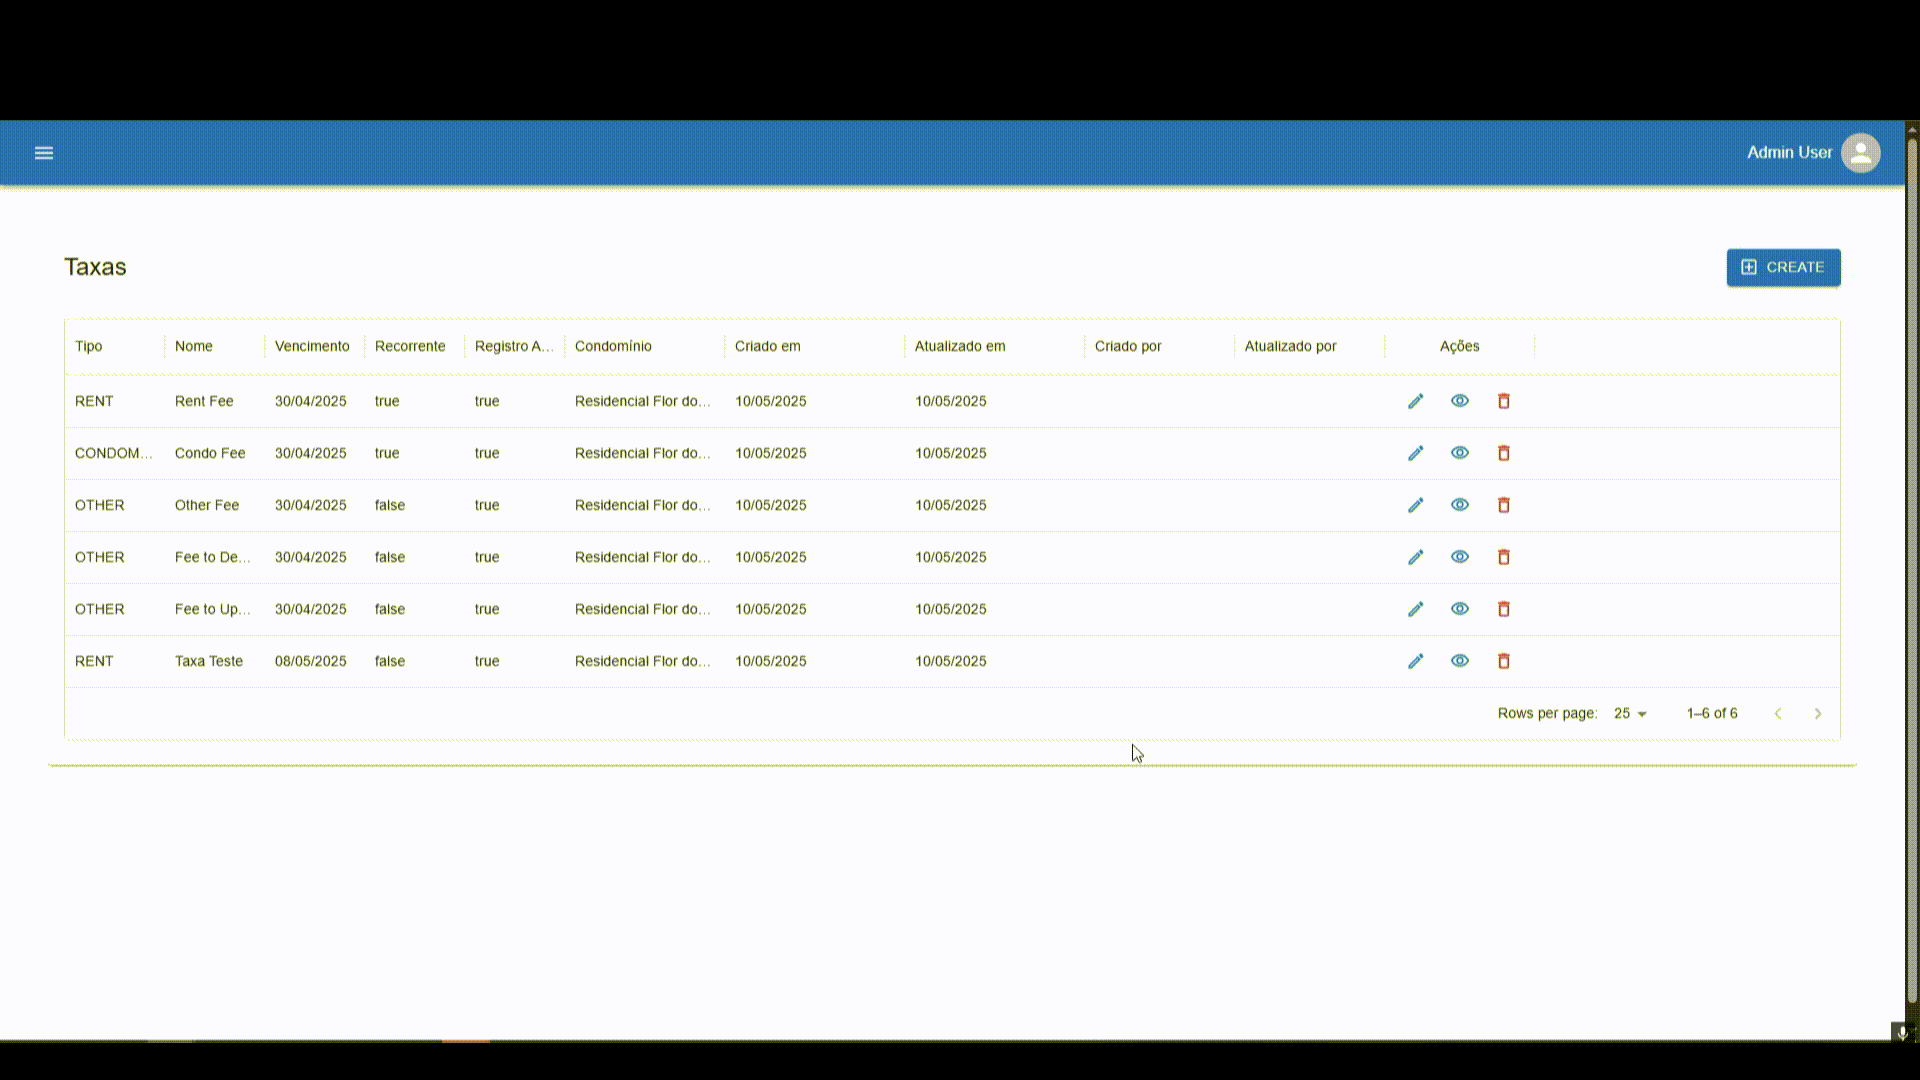 Admin User
Taxas
CREATE
Tipo Nome Vencimento Recorrente Registro A... Condomínio Criado em Atualizado em Criado por Atualizado por Ações
RENT Rent Fee 30/04/2025 true true Residencial Flor do... 10/05/2025 10/05/2025
CONDOM... Condo Fee 30/04/2025 true true Residencial Flor do... 10/05/2025 10/05/2025
OTHER Other Fee 30/04/2025 false true Residencial Flor do... 10/05/2025 10/05/2025
OTHER Fee to De... 30/04/2025 false true Residencial Flor do... 10/05/2025 10/05/2025
OTHER Fee to Up... 30/04/2025 false true Residencial Flor do... 10/05/2025 10/05/2025
RENT Taxa Teste 08/05/2025 false true Residencial Flor do... 10/05/2025 10/05/2025
Rows per page: 25 1–6 of 6